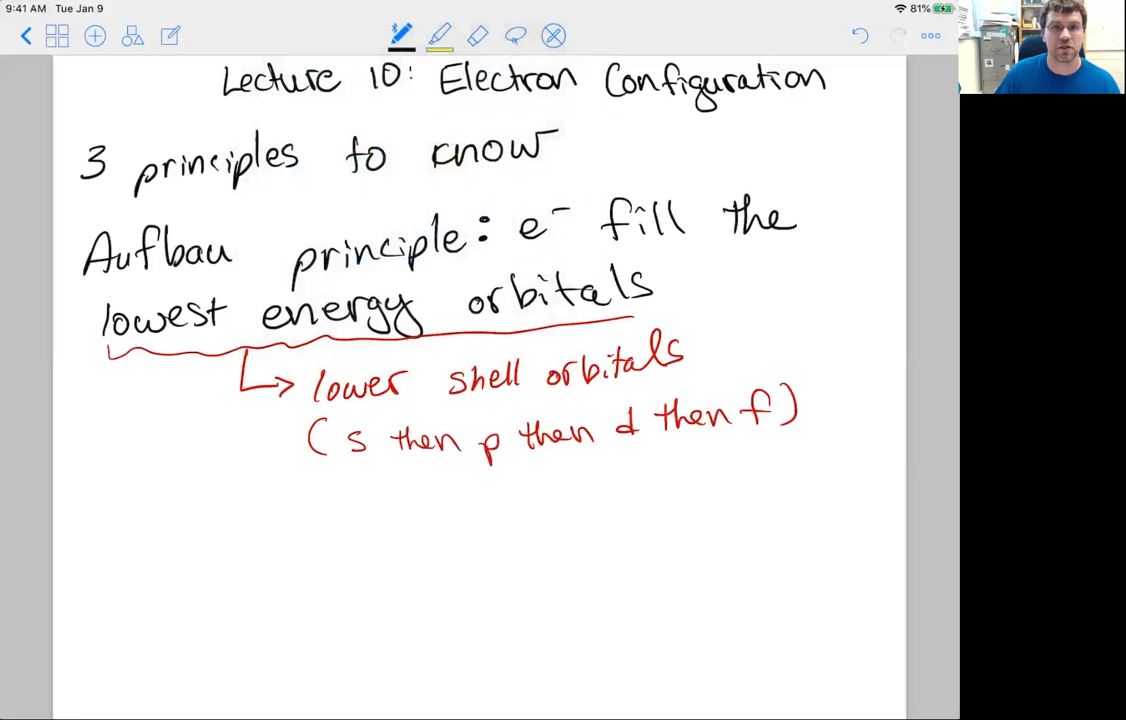 9:41 AM Tue Jan 9
81%
Lecture 10: Electron Configuration
3 principles to know
Aufbau principle: e⁻ fill the
lowest energy orbitals
lower shell orbitals
(s then p then d then f)